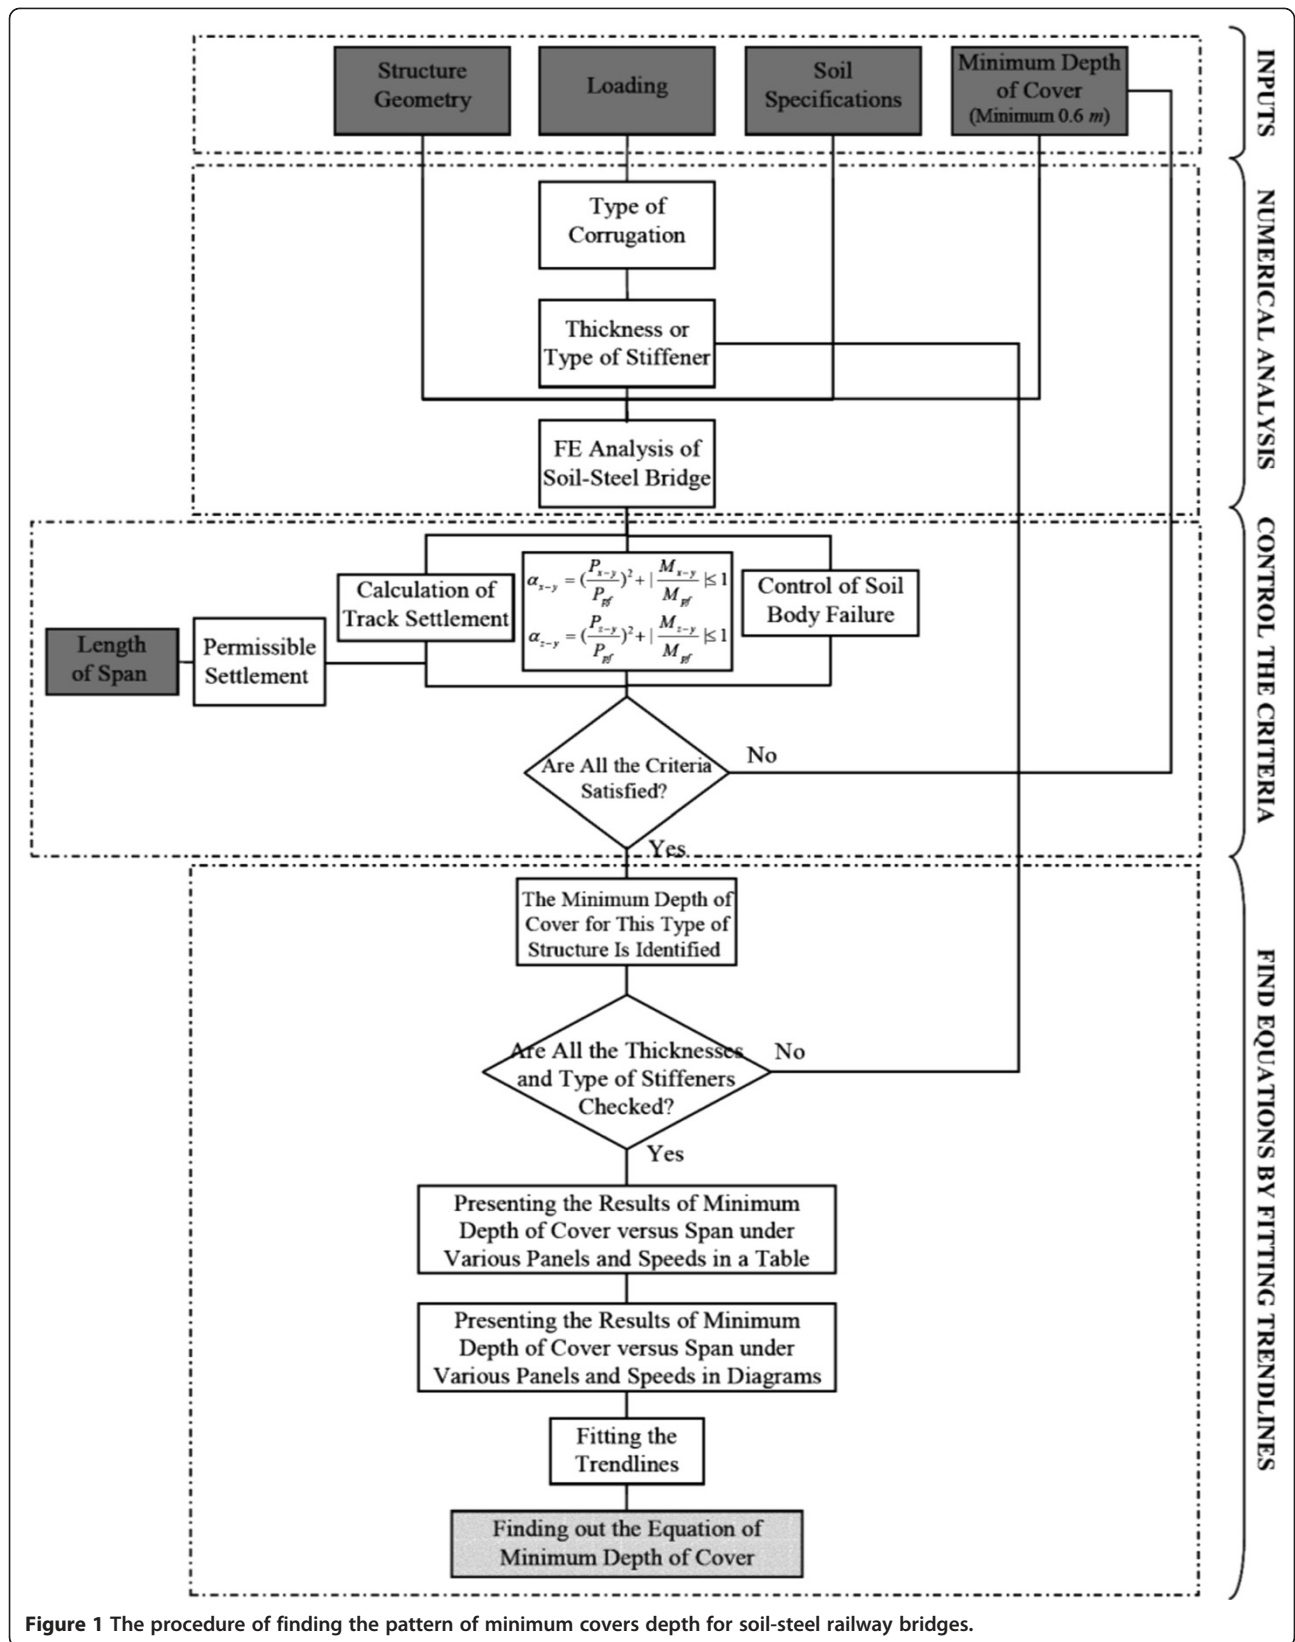 Structure
Geometry
Loading
Soil
Specifications
Minimum Depth
of Cover
(Minimum 0.6 m)
INPUTS
Type of
Corrugation
Thickness or
Type of Stiffener
FE Analysis of
Soil-Steel Bridge
NUMERICAL ANALYSIS
Length
of Span
Permissible
Settlement
Calculation of
Track Settlement
α_{x-y} = (P_{x-y}/P_{pf})² + |M_{x-y}/M_{pf}| ≤ 1
α_{z-y} = (P_{z-y}/P_{pf})² + |M_{z-y}/M_{pf}| ≤ 1
Control of Soil
Body Failure
Are All the Criteria
Satisfied?
No
Yes
CONTROL THE CRITERIA
The Minimum Depth of
Cover for This Type of
Structure Is Identified
Are All the Thicknesses
and Type of Stiffeners
Checked?
No
Yes
Presenting the Results of Minimum
Depth of Cover versus Span under
Various Panels and Speeds in a Table
Presenting the Results of Minimum
Depth of Cover versus Span under
Various Panels and Speeds in Diagrams
Fitting the
Trendlines
Finding out the Equation of
Minimum Depth of Cover
FIND EQUATIONS BY FITTING TRENDLINES
Figure 1 The procedure of finding the pattern of minimum covers depth for soil-steel railway bridges.